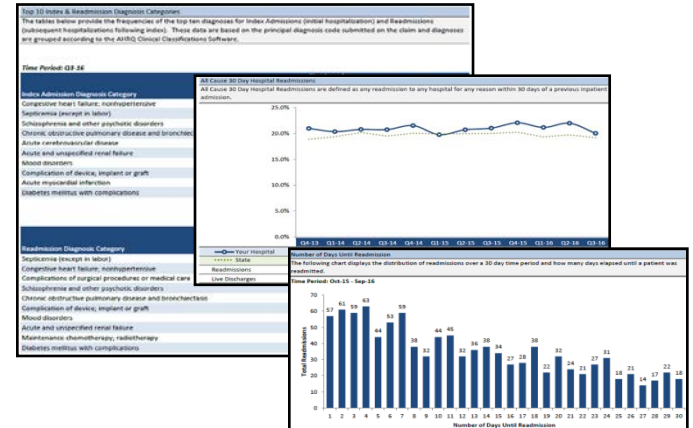 Top 10 Index & Readmission Diagnosis Categories
The tables below provide the frequencies of the top ten diagnoses for Index Admissions (initial hospitalization) and Readmissions
(subsequent hospitalizations following index). These data are based on the principal diagnosis code submitted on the claim and diagnoses
are grouped according to the AHRQ Clinical Classifications Software.
Time Period: Q3-16
Index Admission Diagnosis Category
Congestive heart failure; nonhypertensive
Septicemia (except in labor)
Schizophrenia and other psychotic disorders
Chronic obstructive pulmonary disease and bronchiec
Acute cerebrovascular disease
Acute and unspecified renal failure
Mood disorders
Complication of device; implant or graft
Acute myocardial infarction
Diabetes mellitus with complications
Readmission Diagnosis Category
Septicemia (except in labor)
Congestive heart failure; nonhypertensive
Complications of surgical procedures or medical care
Schizophrenia and other psychotic disorders
Chronic obstructive pulmonary disease and bronchiectasis
Complication of device; implant or graft
Mood disorders
Acute and unspecified renal failure
Maintenance chemotherapy; radiotherapy
Diabetes mellitus with complications
All Cause 30 Day Hospital Readmissions
All Cause 30 Day Hospital Readmissions are defined as any readmission to any hospital for any reason within 30 days of a previous inpatient
admission.
25.0%
20.0%
15.0%
10.0%
5.0%
0.0%
Q4-13 Q1-14 Q2-14 Q3-14 Q4-14 Q1-15 Q2-15 Q3-15 Q4-15 Q1-16 Q2-16 Q3-16
Your Hospital
State
Readmissions
Live Discharges
Number of Days Until Readmission
The following chart displays the distribution of readmissions over a 30 day time period and how many days elapsed until a patient was
readmitted.
Time Period: Oct-15 - Sep-16
Total Readmissions
70
60
50
40
30
20
10
0
57 61 59 63 44 53 59 38 32 44 45 32 36 38 34 27 28 38 22 32 24 21 27 31 18 21 14 17 22 18
1 2 3 4 5 6 7 8 9 10 11 12 13 14 15 16 17 18 19 20 21 22 23 24 25 26 27 28 29 30
Number of Days Until Readmission